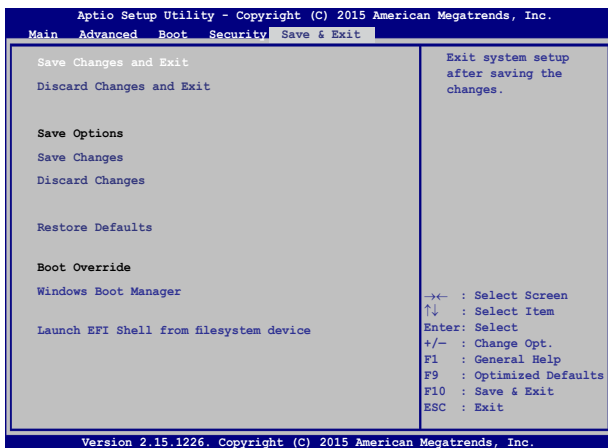 Aptio Setup Utility - Copyright (C) 2015 American Megatrends, Inc.
Main Advanced Boot Security Save & Exit
Save Changes and Exit
Discard Changes and Exit
Save Options
Save Changes
Discard Changes
Restore Defaults
Boot Override
Windows Boot Manager
Launch EFI Shell from filesystem device
Exit system setup
after saving the
changes.
→← : Select Screen
↑↓ : Select Item
Enter: Select
+/— : Change Opt.
F1 : General Help
F9 : Optimized Defaults
F10 : Save & Exit
ESC : Exit
Version 2.15.1226. Copyright (C) 2015 American Megatrends, Inc.